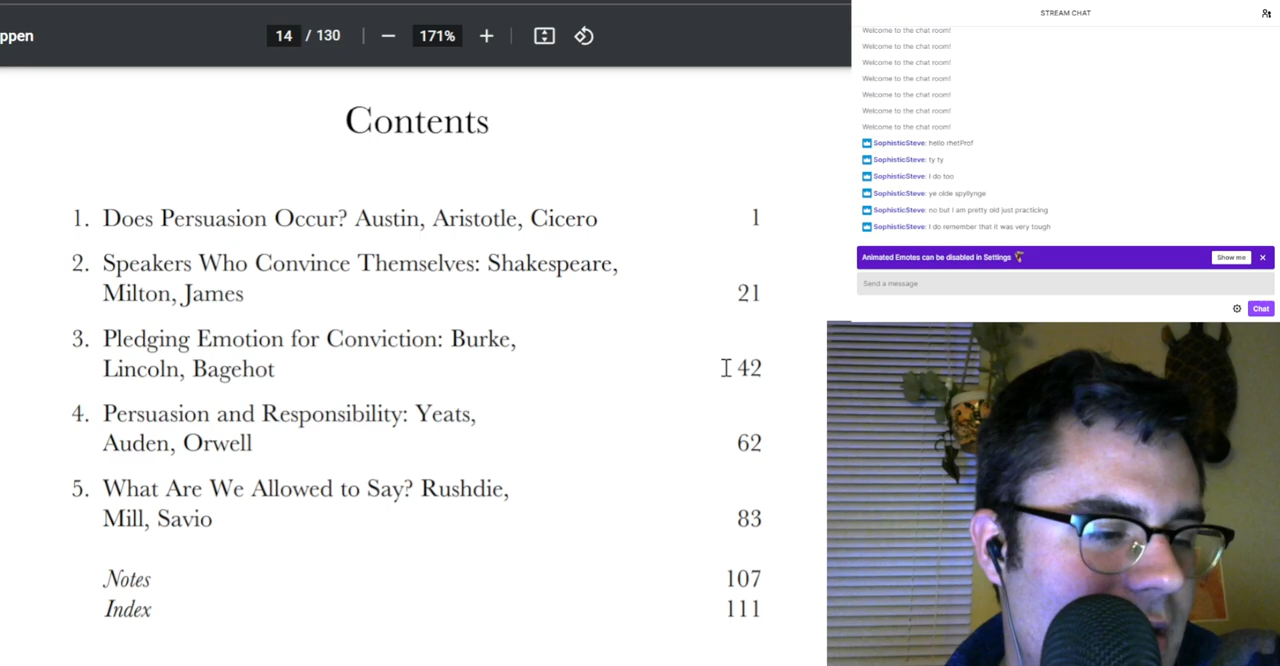 ppen
14 / 130
171%
Contents
1. Does Persuasion Occur? Austin, Aristotle, Cicero 1
2. Speakers Who Convince Themselves: Shakespeare,
Milton, James 21
3. Pledging Emotion for Conviction: Burke,
Lincoln, Bagehot 42
4. Persuasion and Responsibility: Yeats,
Auden, Orwell 62
5. What Are We Allowed to Say? Rushdie,
Mill, Savio 83
Notes 107
Index 111
STREAM CHAT
Welcome to the chat room!
Welcome to the chat room!
Welcome to the chat room!
Welcome to the chat room!
Welcome to the chat room!
Welcome to the chat room!
Welcome to the chat room!
SophisticSteve: hello rhetProf
SophisticSteve: ty ty
SophisticSteve: I do too
SophisticSteve: ye olde spyllynge
SophisticSteve: no but I am pretty old just practicing
SophisticSteve: I do remember that it was very tough
Animated Emotes can be disabled in Settings Show me
Send a message
Chat